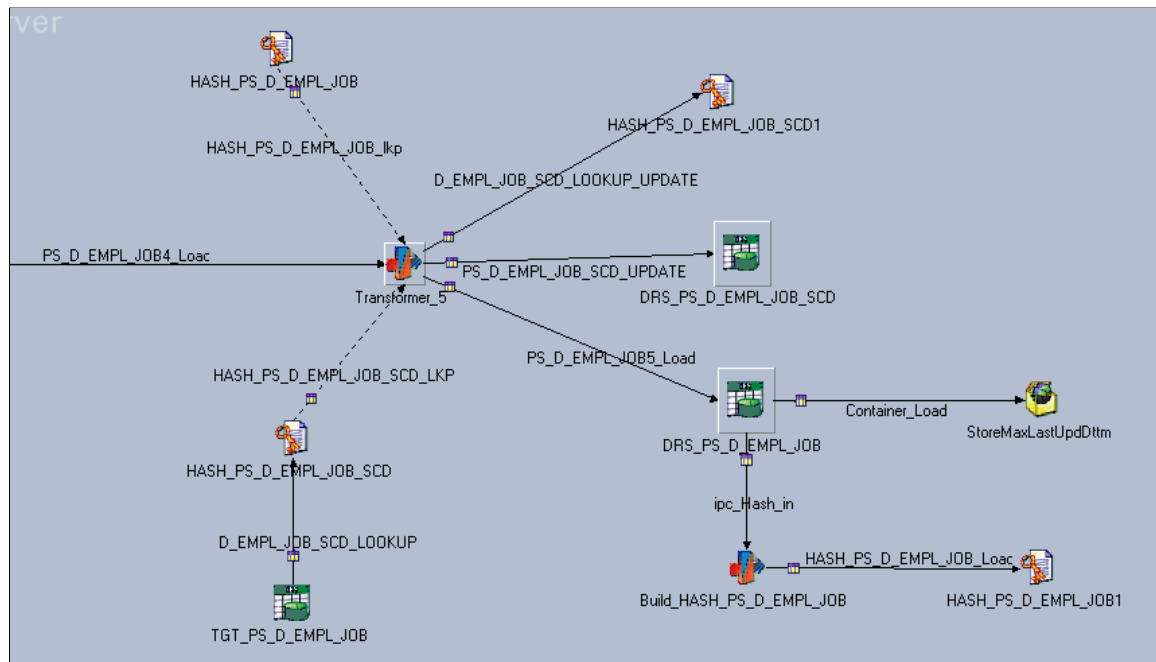 ver
HASH_PS_D_EMPL_JOB
HASH_PS_D_EMPL_JOB_SCD1
HASH_PS_D_EMPL_JOB_lkp
D_EMPL_JOB_SCD_LOOKUP_UPDATE
PS_D_EMPL_JOB4_Loac
PS_D_EMPL_JOB_SCD_UPDATE
Transformer_5
DRS_PS_D_EMPL_JOB_SCD
PS_D_EMPL_JOB5_Load
HASH_PS_D_EMPL_JOB_SCD_LKP
Container_Load
StoreMaxLastUpdDttm
DRS_PS_D_EMPL_JOB
HASH_PS_D_EMPL_JOB_SCD
ipc_Hash_in
D_EMPL_JOB_SCD_LOOKUP
HASH_PS_D_EMPL_JOB_Loac
Build_HASH_PS_D_EMPL_JOB
HASH_PS_D_EMPL_JOB1
TGT_PS_D_EMPL_JOB